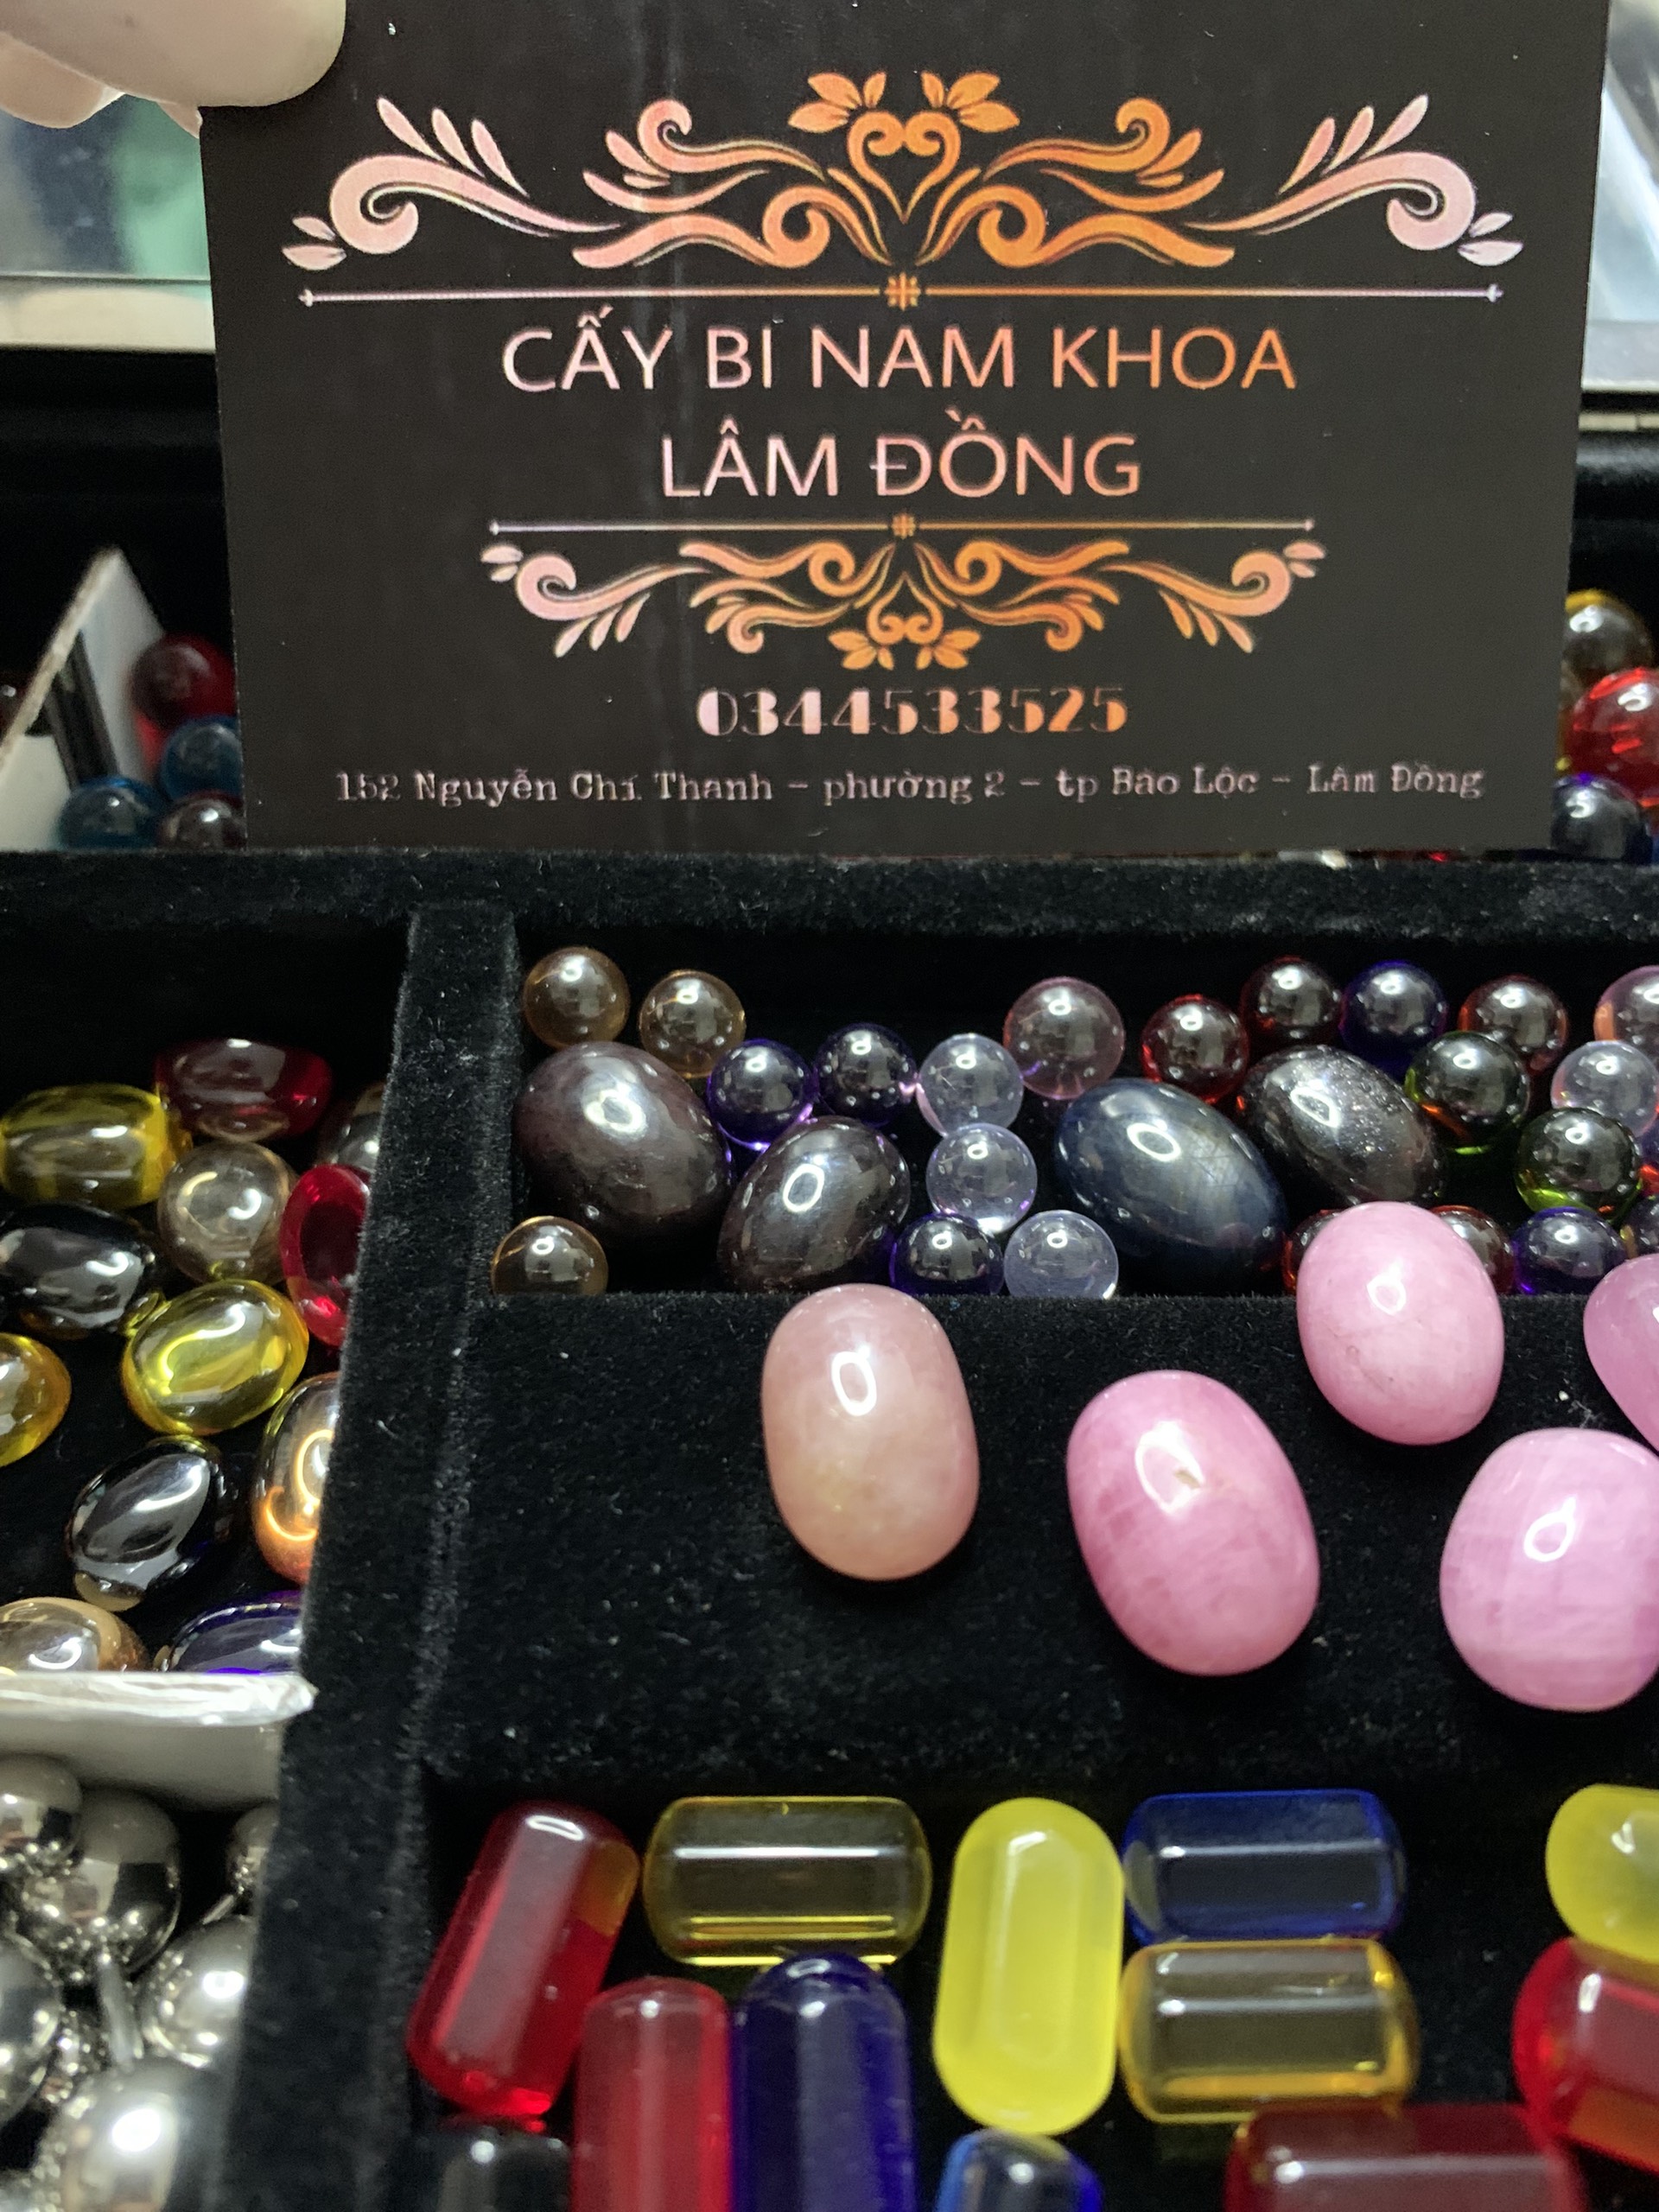 CẤY BI NAM KHOA
LÂM ĐỒNG
0344533525
152 Nguyễn Chí Thanh - phường 2 - tp Bảo Lộc - Lâm Đồng